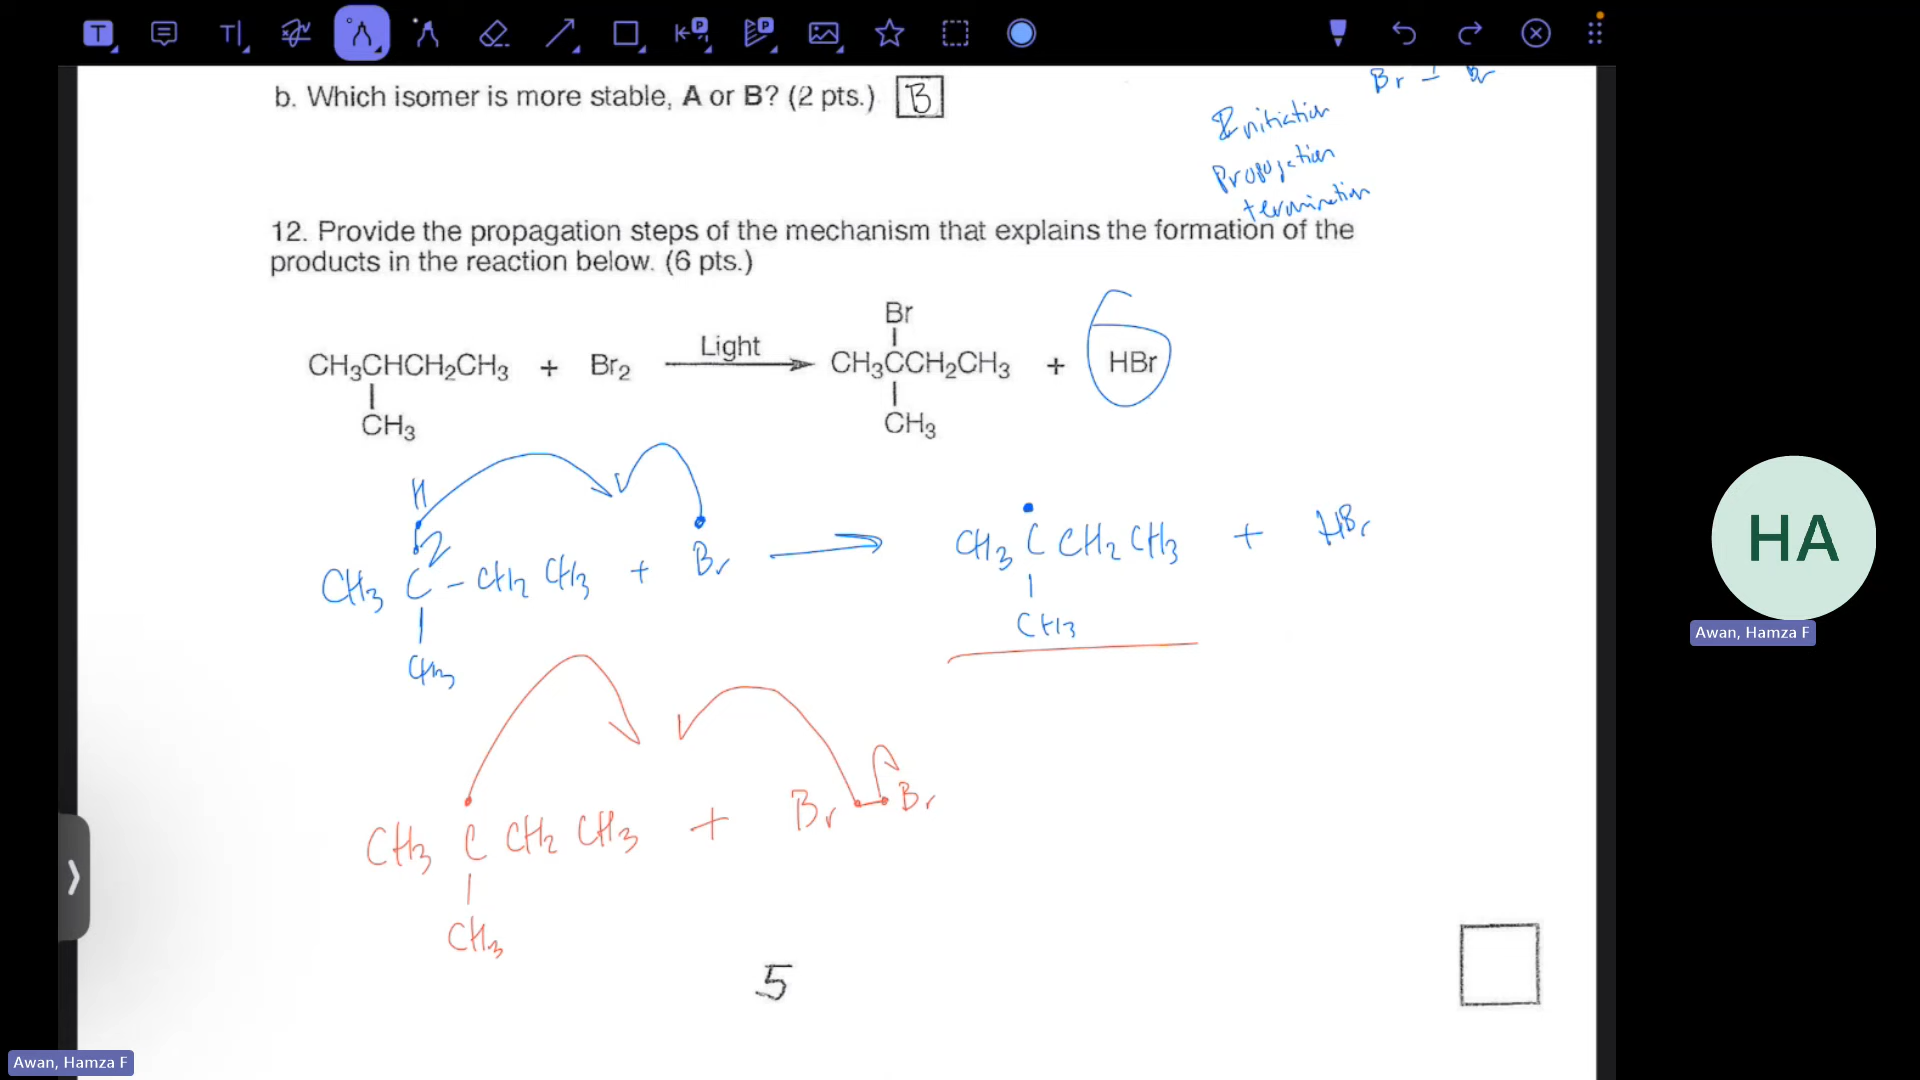 b. Which isomer is more stable, A or B? (2 pts.) B
Br - Br
Initiation
Propogation
termination
12. Provide the propagation steps of the mechanism that explains the formation of the
products in the reaction below. (6 pts.)
CH3CHCH2CH3 + Br2 Light CH3CCH2CH3 + HBr
Br
CH3
CH3
H
CH3 C - CH2 CH3 + Br
CH3
CH3 C CH2 CH3 + HBr
CH3
CH3 C CH2 CH3 + Br Br
CH3
5
HA
Awan, Hamza F
Awan, Hamza F